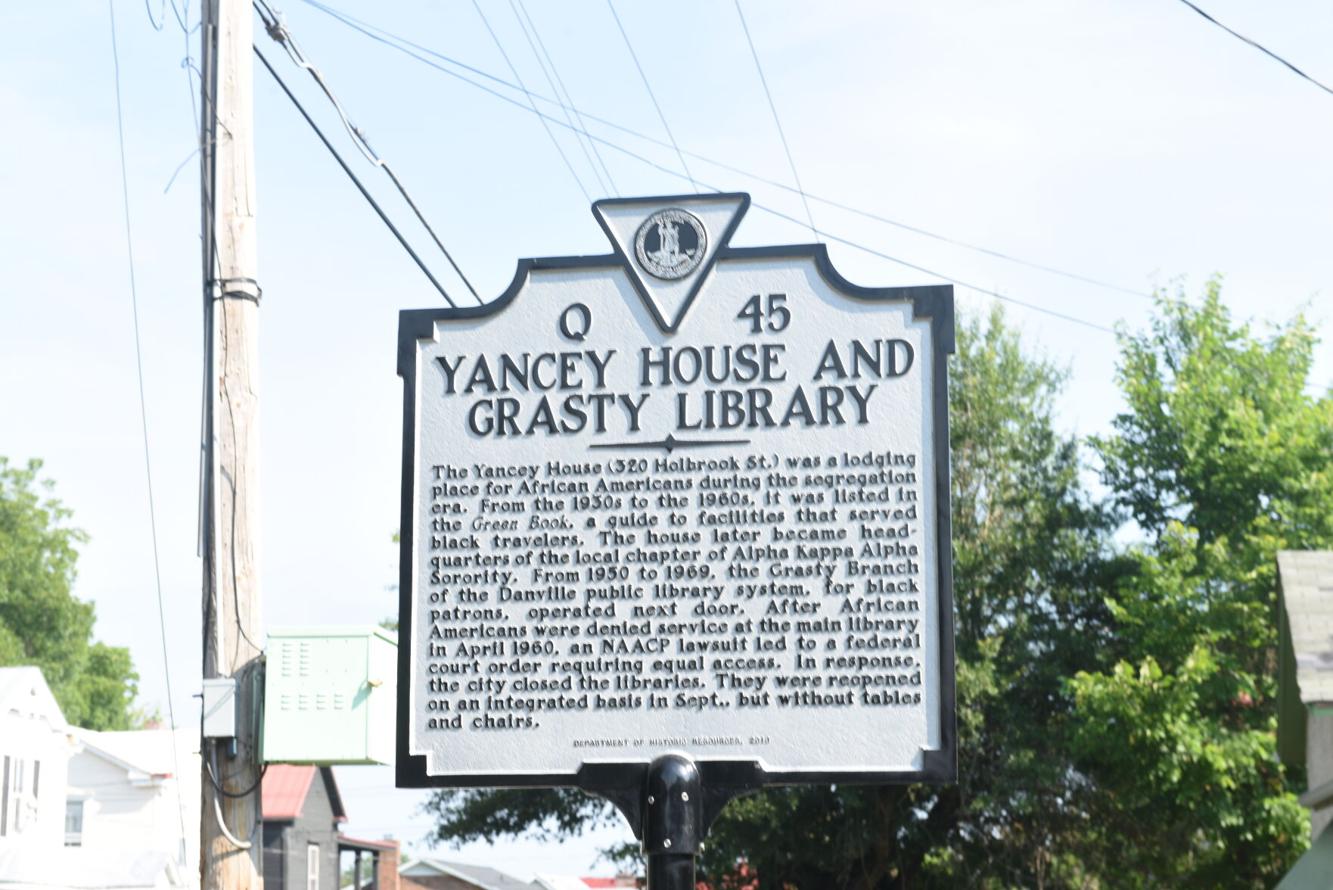 Q 45
YANCEY HOUSE AND
GRASTY LIBRARY
The Yancey House (320 Holbrook St.) was a lodging
place for African Americans during the segregation
era. From the 1930s to the 1960s, it was listed in
the Green Book, a guide to facilities that served
black travelers. The house later became head-
quarters of the local chapter of Alpha Kappa Alpha
Sorority. From 1950 to 1969, the Grasty Branch
of the Danville public library system, for black
patrons, operated next door. After African
Americans were denied service at the main library
in April 1960, an NAACP lawsuit led to a federal
court order requiring equal access. In response,
the city closed the libraries. They were reopened
on an integrated basis in Sept., but without tables
and chairs.
DEPARTMENT OF HISTORIC RESOURCES, 2013